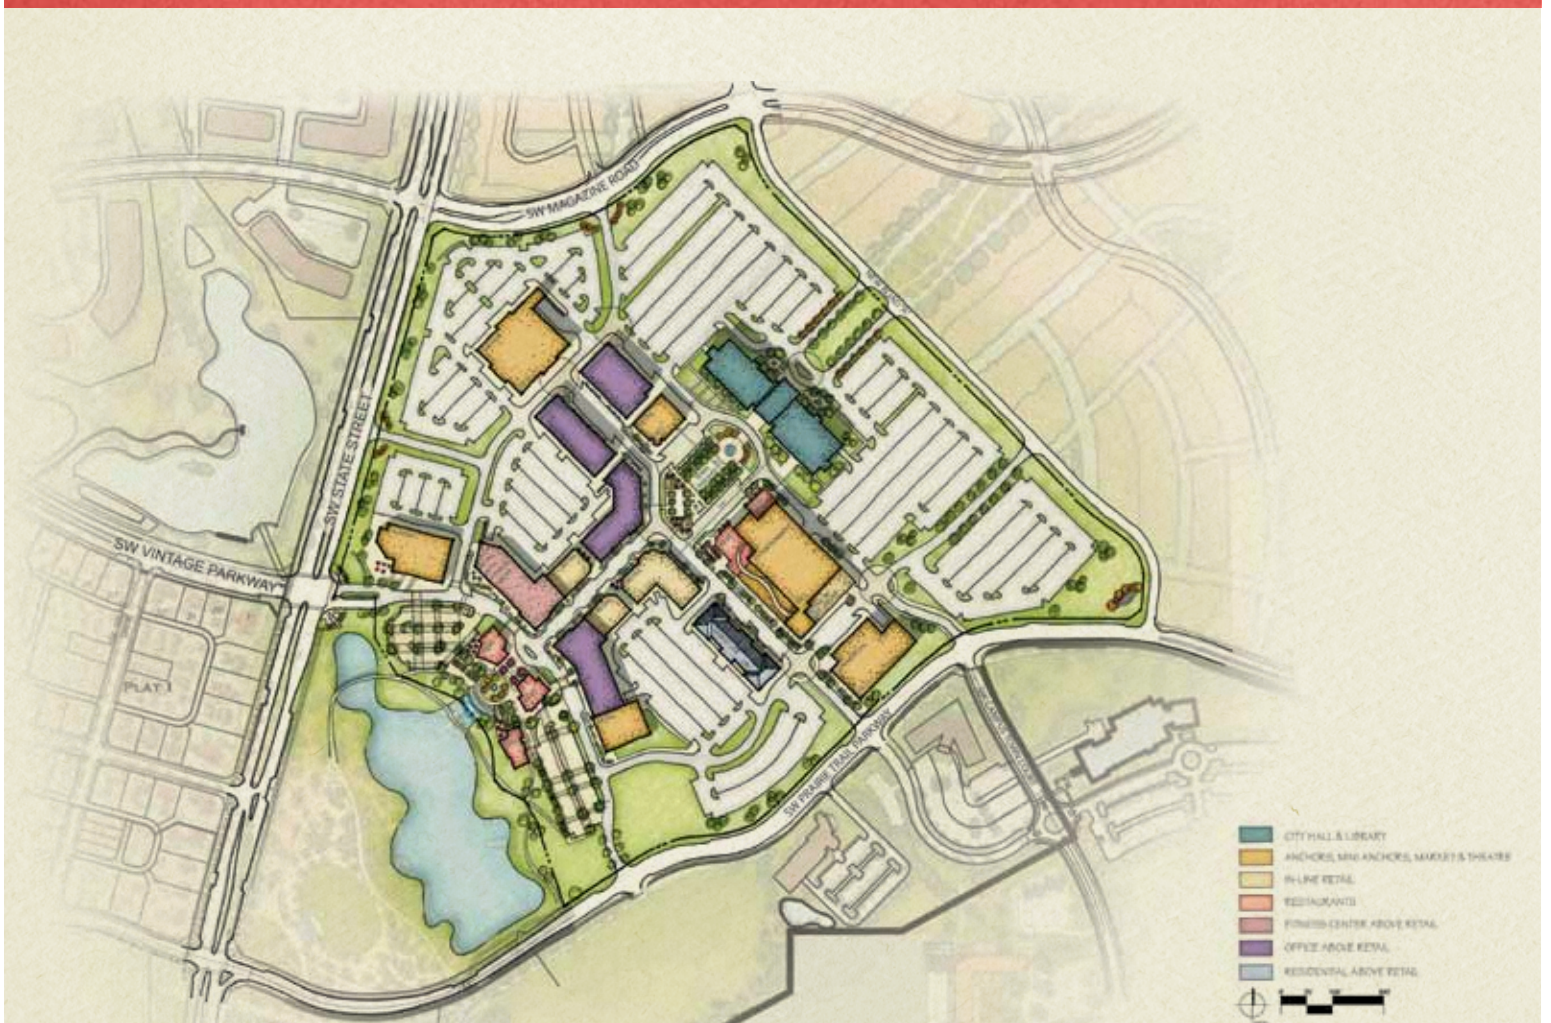 SW MAGAZINE ROAD
SW STATE STREET
SW VINTAGE PARKWAY
PLAT 1
SW PRAIRIE TRAIL PARKWAY
CITY HALL & LIBRARY
ANCHORS, MINI ANCHORS, MARKET & THEATRE
IN-LINE RETAIL
RESTAURANTS
FITNESS CENTER ABOVE RETAIL
OFFICE ABOVE RETAIL
RESIDENTIAL ABOVE RETAIL